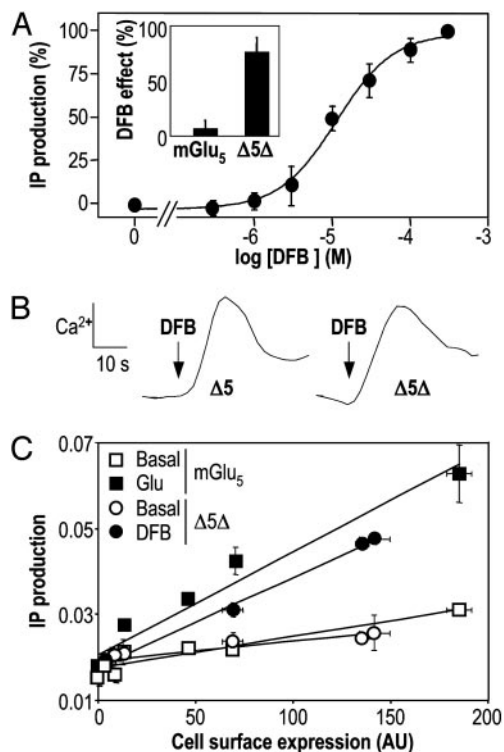 A
IP production (%)
100
75
50
25
0
DFB effect (%)
100
50
0
mGlu5 Δ5Δ
0 -6 -5 -4 -3
log [DFB ] (M)
B
Ca2+
10 s
DFB
Δ5
DFB
Δ5Δ
C
IP production
0.07
0.05
0.03
0.01
Basal
Glu
mGlu5
Basal
DFB
Δ5Δ
0 50 100 150 200
Cell surface expression (AU)